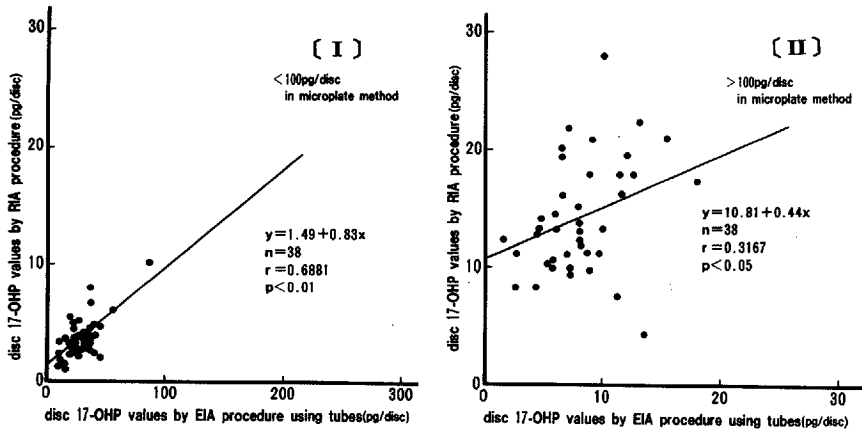 30
20
10
0
disc 17-OHP values by RIA procedure(pg/disc)
〔 I 〕
<100pg/disc
in microplate method
y=1.49+0.83x
n=38
r=0.6881
p<0.01
0 100 200 300
disc 17-OHP values by EIA procedure using tubes(pg/disc)
30
20
10
0
disc 17-OHP values by RIA procedure(pg/disc)
〔 II 〕
>100pg/disc
in microplate method
y=10.81+0.44x
n=38
r=0.3167
p<0.05
0 10 20 30
disc 17-OHP values by EIA procedure using tubes(pg/disc)